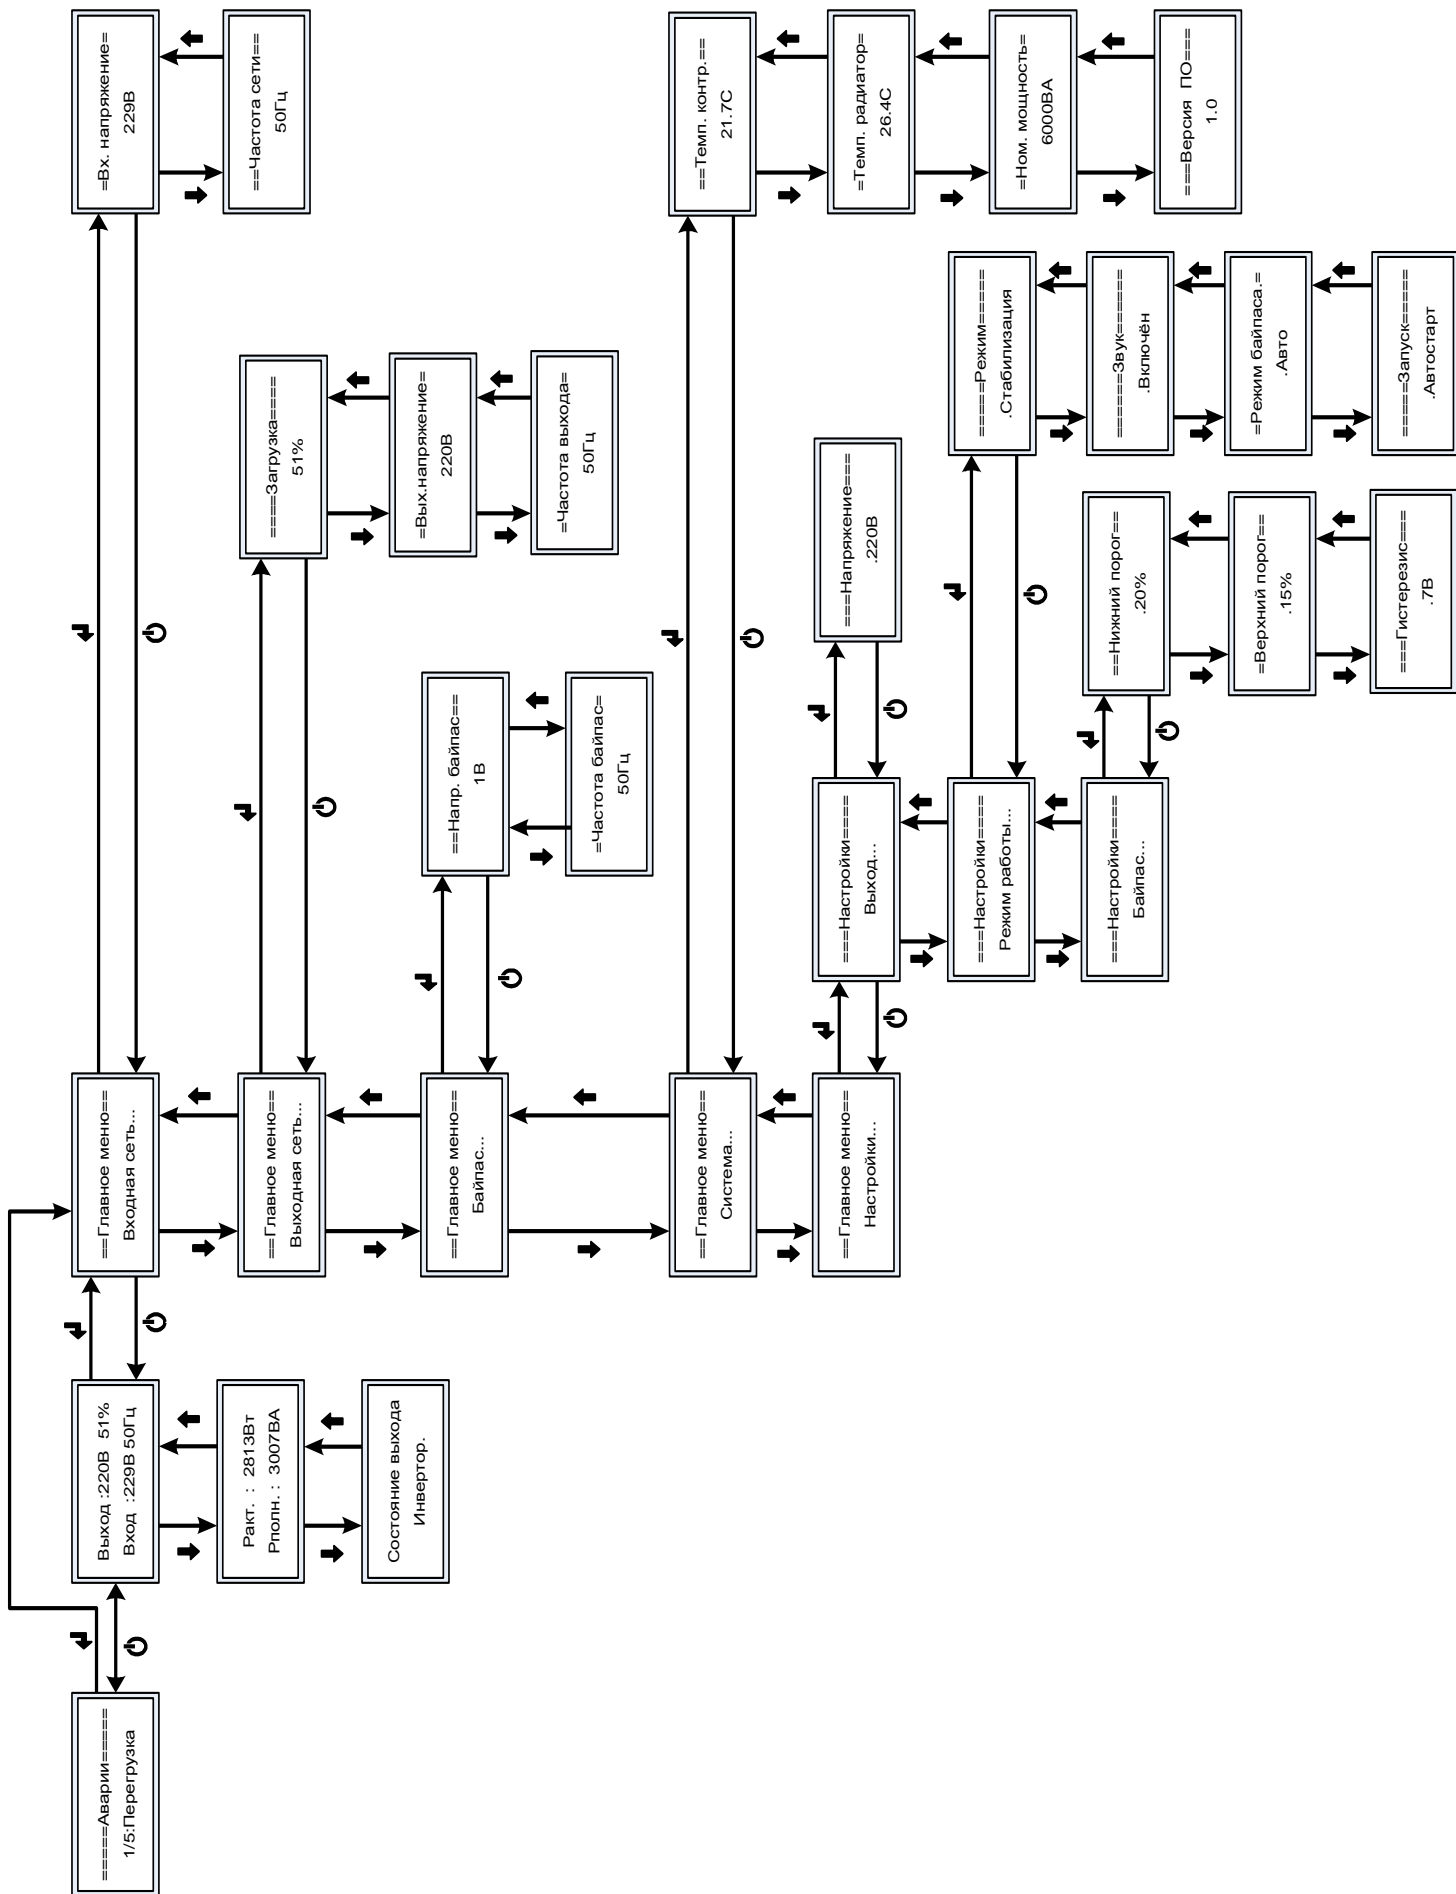 =====Аварии=====
1/5:Перегрузка
Выход :220В 51%
Вход :229В 50Гц
Pакт. : 2813Вт
Pполн. : 3007ВА
Состояние выхода
Инвертор.
==Главное меню==
Входная сеть...
==Главное меню==
Выходная сеть...
==Главное меню==
Байпас...
==Главное меню==
Система...
==Главное меню==
Настройки...
=Вх. напряжение=
229В
==Частота сети==
50Гц
====Загрузка====
51%
=Вых.напряжение=
220В
=Частота выхода=
50Гц
==Напр. байпас==
1В
=Частота байпас=
50Гц
==Темп. контр.==
21.7С
=Темп. радиатор=
26.4С
=Ном. мощность=
6000ВА
===Версия ПО===
1.0
===Настройки====
Выход...
===Настройки====
Режим работы...
===Настройки====
Байпас...
===Напряжение===
.220В
=====Режим=====
.Стабилизация
======Звук======
.Включён
=Режим байпаса.=
.Авто
=====Запуск=====
.Автостарт
==Нижний порог==
.20%
=Верхний порог==
.15%
===Гистерезис===
.7В